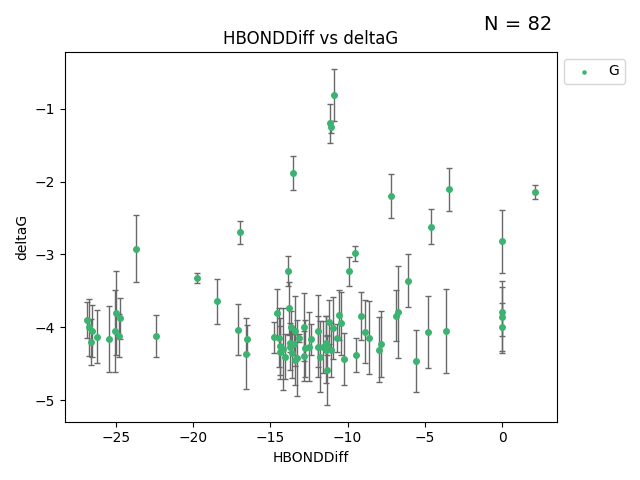 N = 82
HBONDDiff vs deltaG
G
deltaG
−1
−2
−3
−4
−5
−25
−20
−15
−10
−5
0
HBONDDiff